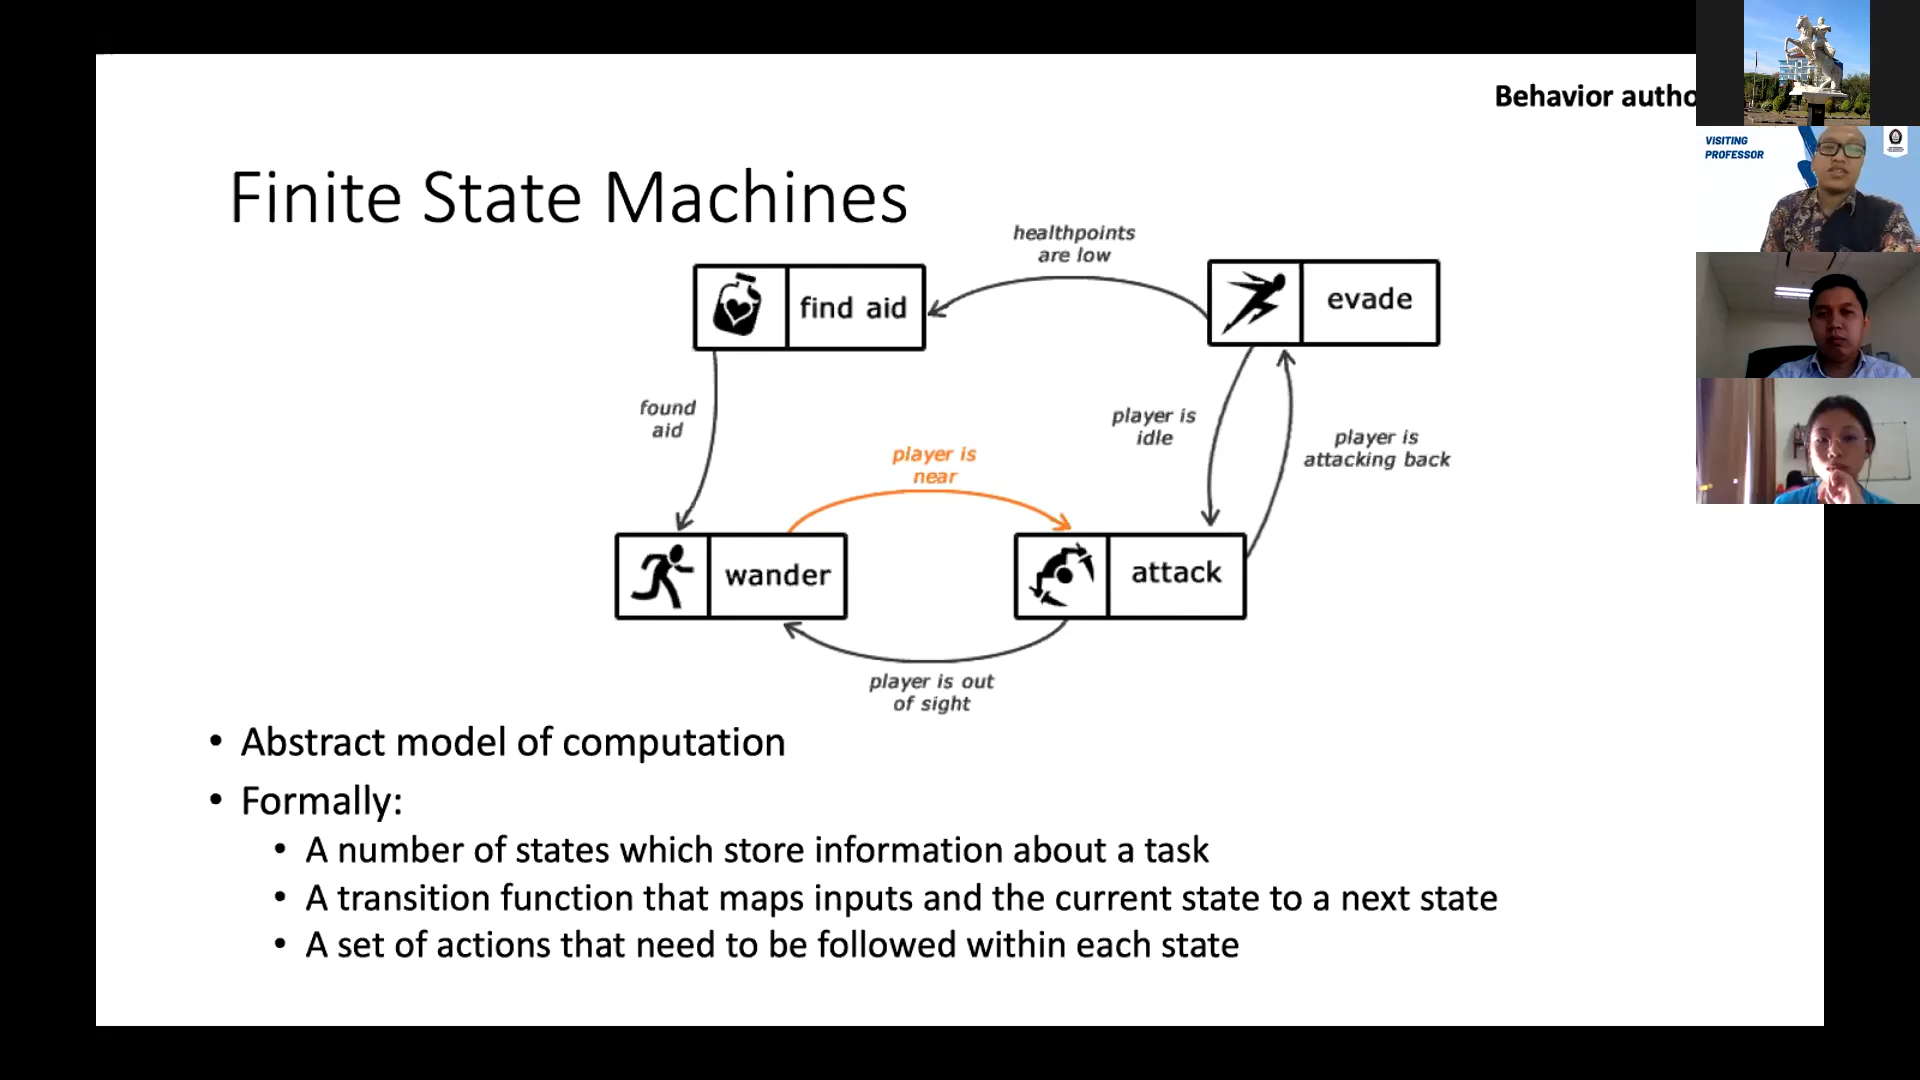 Behavior autho
VISITING
PROFESSOR
Finite State Machines
healthpoints
are low
find aid
evade
found
aid
player is
idle
player is
attacking back
player is
near
wander
attack
player is out
of sight
• Abstract model of computation
• Formally:
• A number of states which store information about a task
• A transition function that maps inputs and the current state to a next state
• A set of actions that need to be followed within each state